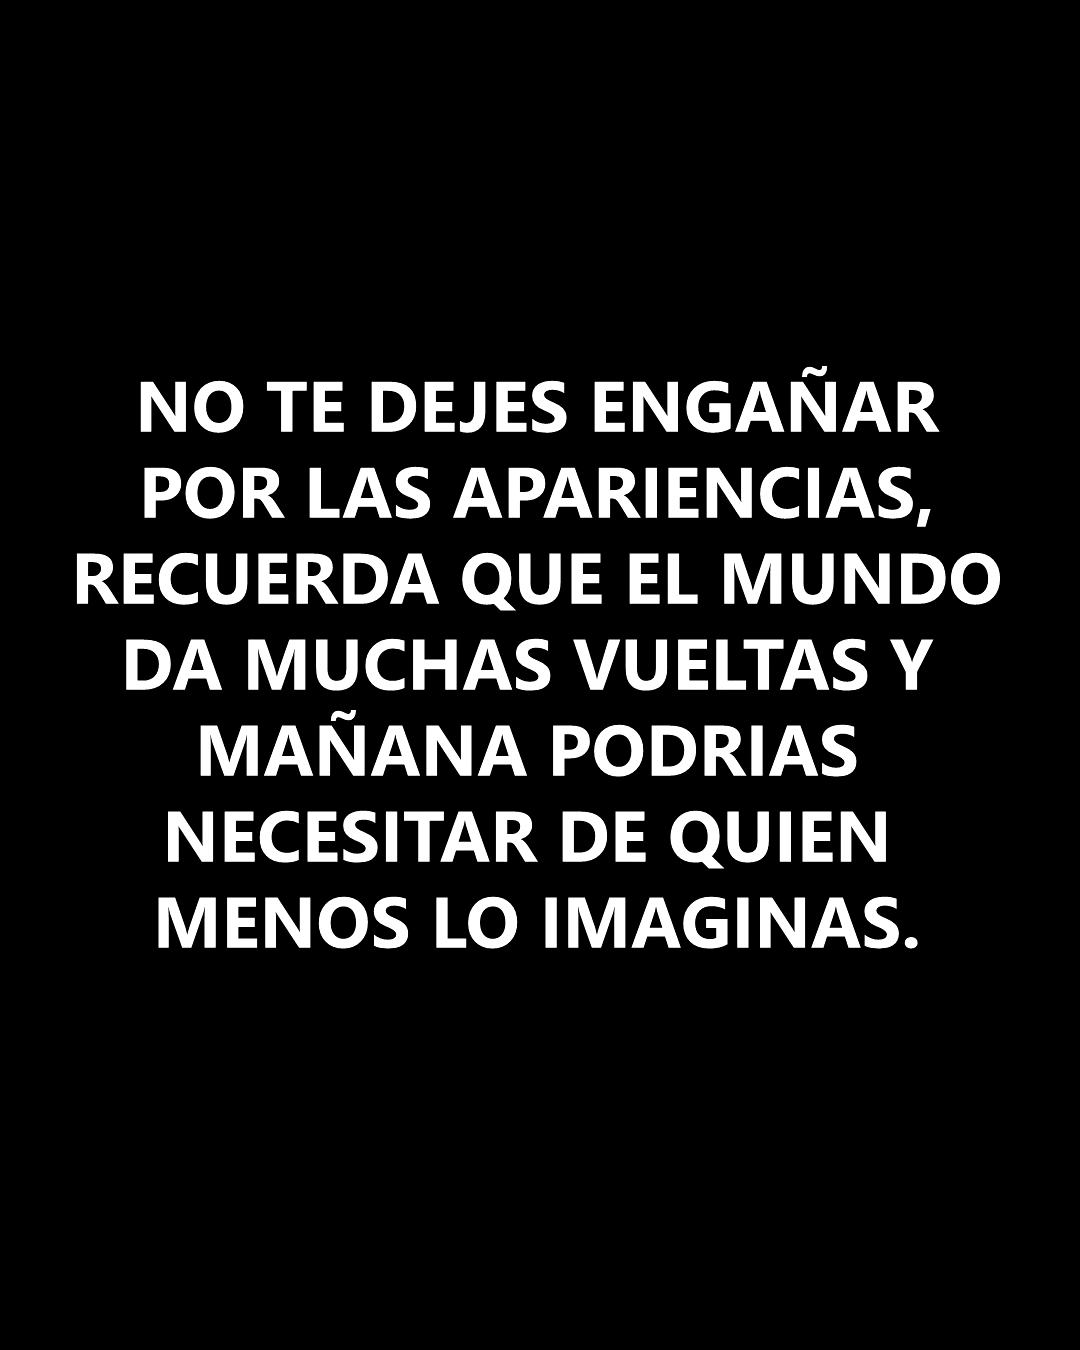 NO TE DEJES ENGAÑAR
POR LAS APARIENCIAS,
RECUERDA QUE EL MUNDO
DA MUCHAS VUELTAS Y
MAÑANA PODRIAS
NECESITAR DE QUIEN
MENOS LO IMAGINAS.